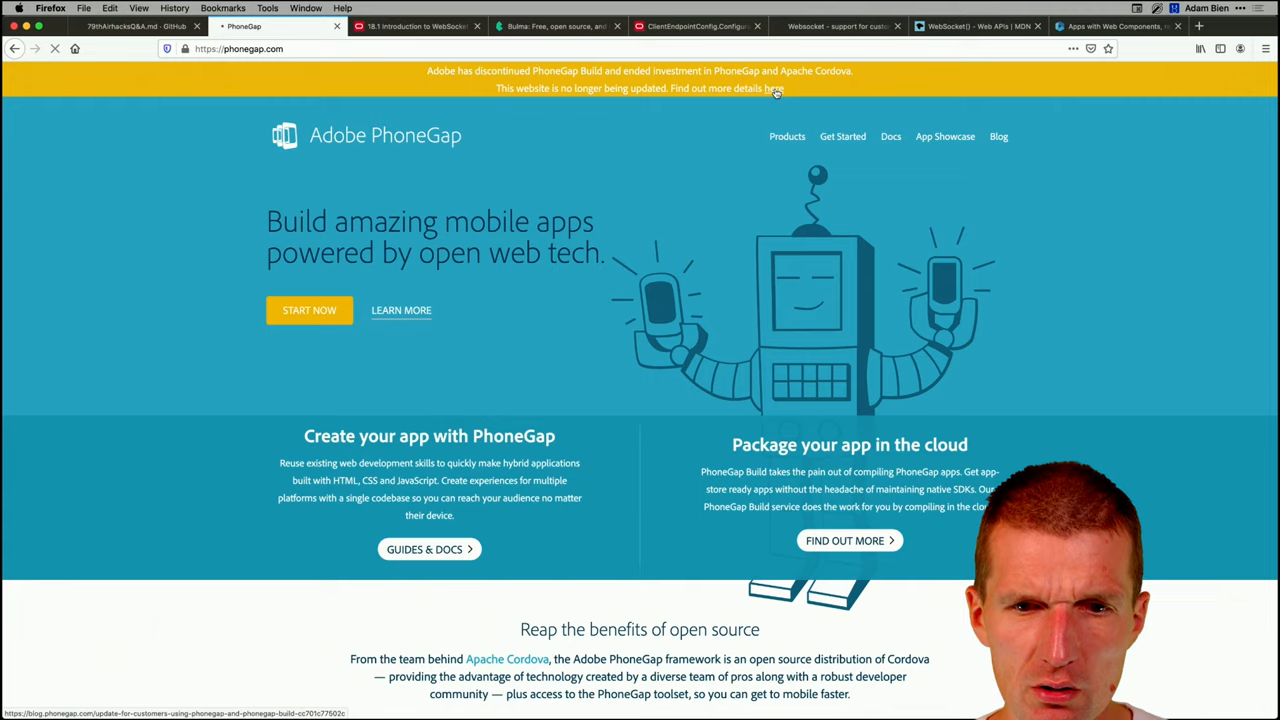 Firefox File Edit View History Bookmarks Tools Window Help Adam Bien
79thAirhacksQ&A.md - GitHub PhoneGap 18.1 Introduction to WebSocket Bulma: Free, open source, and ClientEndpointConfig.Configura Websocket - support for custo WebSocket() - Web APIs | MDN Apps with Web Components, re
https://phonegap.com
Adobe has discontinued PhoneGap Build and ended investment in PhoneGap and Apache Cordova.
This website is no longer being updated. Find out more details here
Adobe PhoneGap
Products Get Started Docs App Showcase Blog
Build amazing mobile apps
powered by open web tech.
START NOW LEARN MORE
Create your app with PhoneGap
Reuse existing web development skills to quickly make hybrid applications
built with HTML, CSS and JavaScript. Create experiences for multiple
platforms with a single codebase so you can reach your audience no matter
their device.
GUIDES & DOCS
Package your app in the cloud
PhoneGap Build takes the pain out of compiling PhoneGap apps. Get app-
store ready apps without the headache of maintaining native SDKs. Our
PhoneGap Build service does the work for you by compiling in the clou
FIND OUT MORE
Reap the benefits of open source
From the team behind Apache Cordova, the Adobe PhoneGap framework is an open source distribution of Cordova
— providing the advantage of technology created by a diverse team of pros along with a robust developer
community — plus access to the PhoneGap toolset, so you can get to mobile faster.
https://blog.phonegap.com/update-for-customers-using-phonegap-and-phonegap-build-cc701c77502c